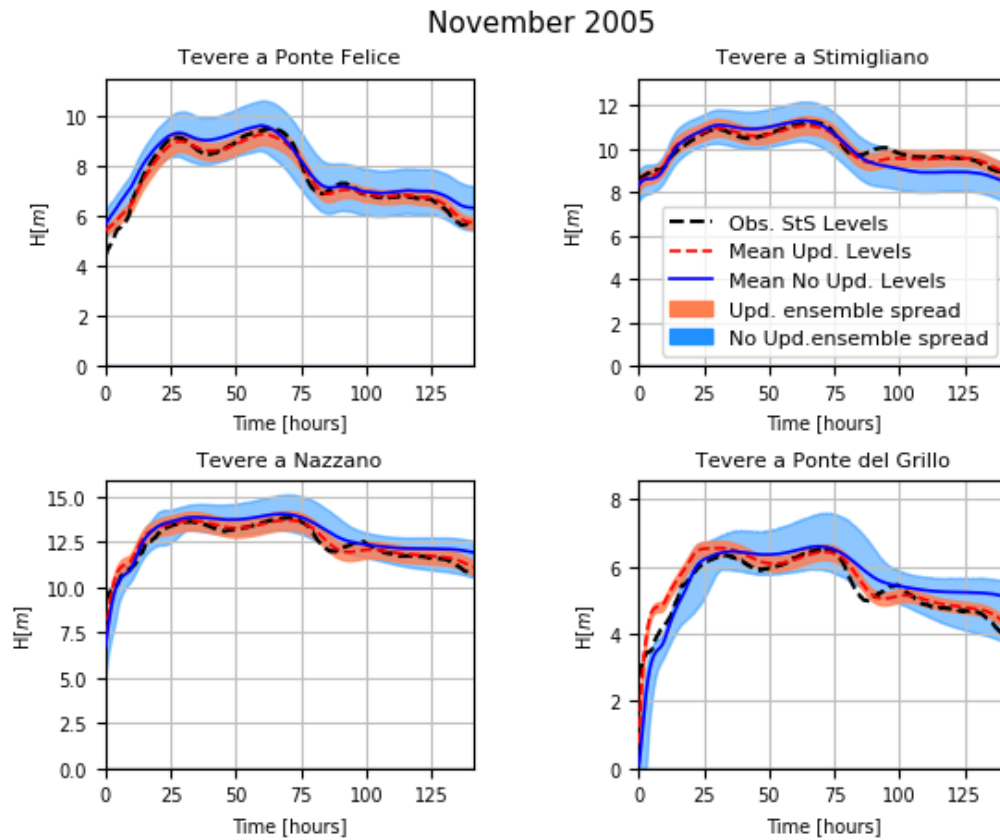 November 2005
Tevere a Ponte Felice
10
8
6
4
2
0
H[m]
0 25 50 75 100 125
Time [hours]
Tevere a Stimigliano
12
10
8
6
4
2
0
H[m]
Obs. StS Levels
Mean Upd. Levels
Mean No Upd. Levels
Upd. ensemble spread
No Upd.ensemble spread
0 25 50 75 100 125
Time [hours]
Tevere a Nazzano
15.0
12.5
10.0
7.5
5.0
2.5
0.0
H[m]
0 25 50 75 100 125
Time [hours]
Tevere a Ponte del Grillo
8
6
4
2
0
H[m]
0 25 50 75 100 125
Time [hours]